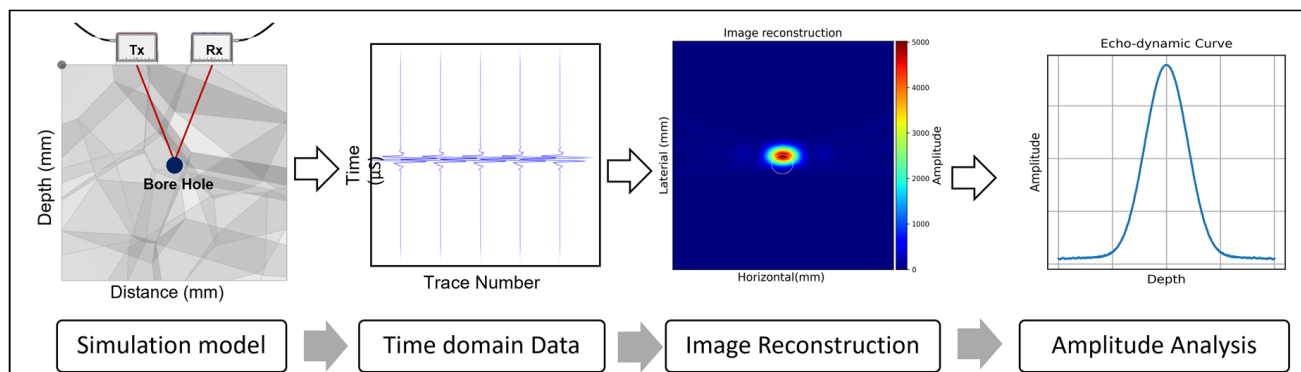 Tx
Rx
Depth (mm)
Bore Hole
Distance (mm)
Time
(µs)
Trace Number
Image reconstruction
Laterial (mm)
Horizontal(mm)
5000
4000
3000
2000
1000
0
Amplitude
Echo-dynamic Curve
Amplitude
Depth
Simulation model
Time domain Data
Image Reconstruction
Amplitude Analysis